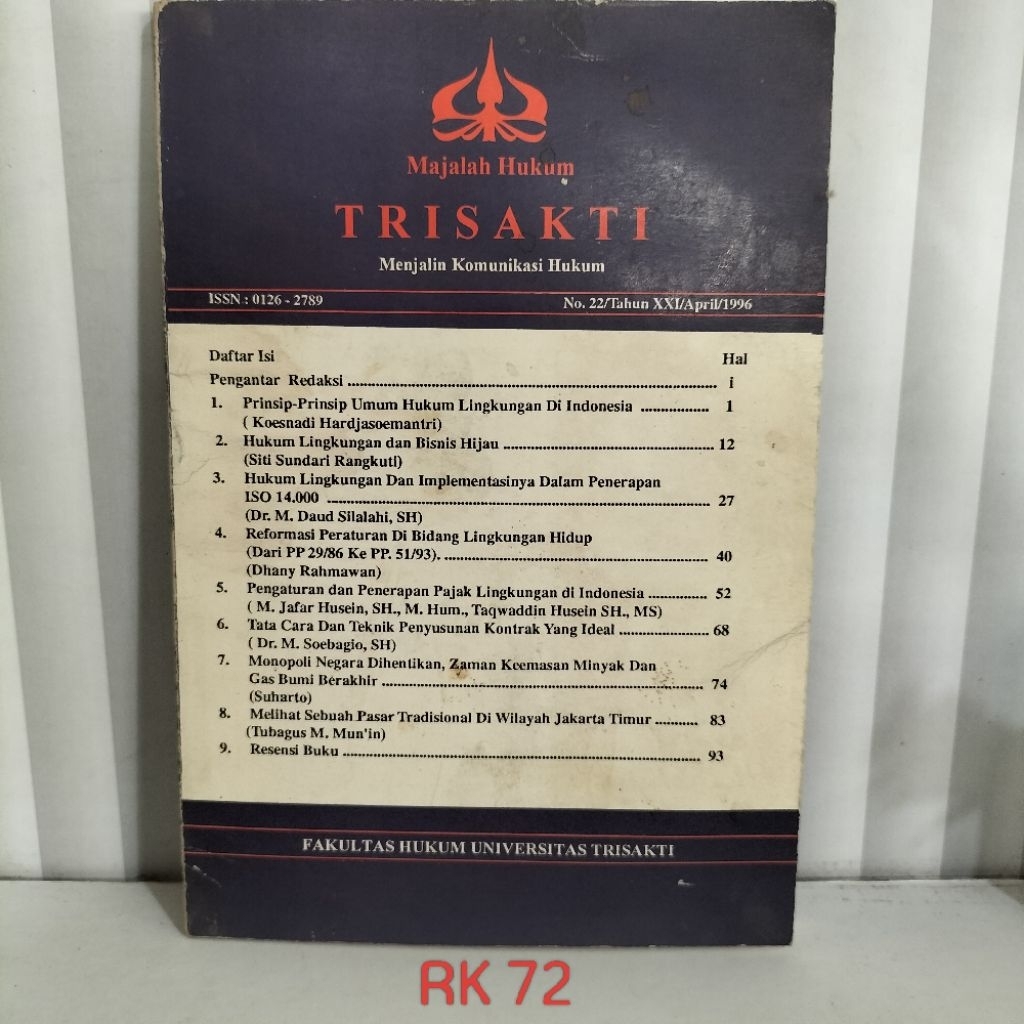 Majalah Hukum
TRISAKTI
Menjalin Komunikasi Hukum
ISSN : 0126 - 2789 No. 22/Tahun XXI/April/1996
Daftar Isi Hal
Pengantar Redaksi ........ i
1. Prinsip-Prinsip Umum Hukum Lingkungan Di Indonesia ........ 1
( Koesnadi Hardjasoemantri)
2. Hukum Lingkungan dan Bisnis Hijau ........ 12
(Siti Sundari Rangkuti)
3. Hukum Lingkungan Dan Implementasinya Dalam Penerapan
ISO 14.000 ........ 27
(Dr. M. Daud Silalahi, SH)
4. Reformasi Peraturan Di Bidang Lingkungan Hidup
(Dari PP 29/86 Ke PP. 51/93). ........ 40
(Dhany Rahmawan)
5. Pengaturan dan Penerapan Pajak Lingkungan di Indonesia ........ 52
( M. Jafar Husein, SH., M. Hum., Taqwaddin Husein SH., MS)
6. Tata Cara Dan Teknik Penyusunan Kontrak Yang Ideal ........ 68
( Dr. M. Soebagio, SH)
7. Monopoli Negara Dihentikan, Zaman Keemasan Minyak Dan
Gas Bumi Berakhir ........ 74
(Suharto)
8. Melihat Sebuah Pasar Tradisional Di Wilayah Jakarta Timur ........ 83
(Tubagus M. Mun'in)
9. Resensi Buku ........ 93
FAKULTAS HUKUM UNIVERSITAS TRISAKTI
RK 72